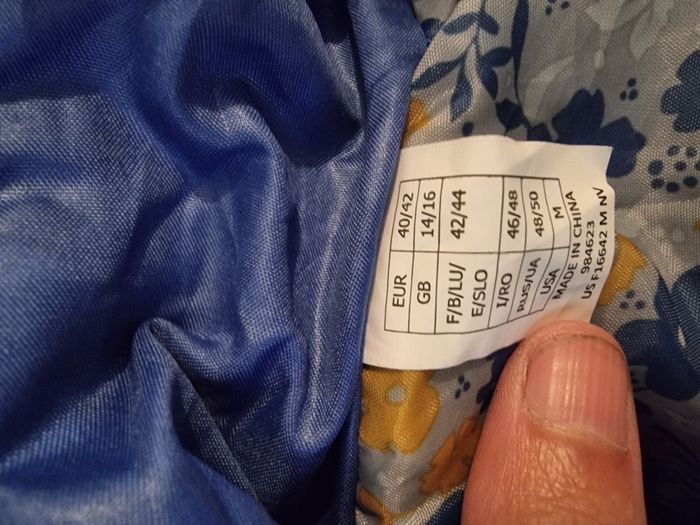 EUR 40/42
GB 14/16
F/B/LU/ 42/44
E/SLO
I/RO 46/48
RUS/UA 48/50
USA M
MADE IN CHINA
984623
US F16642 M NV